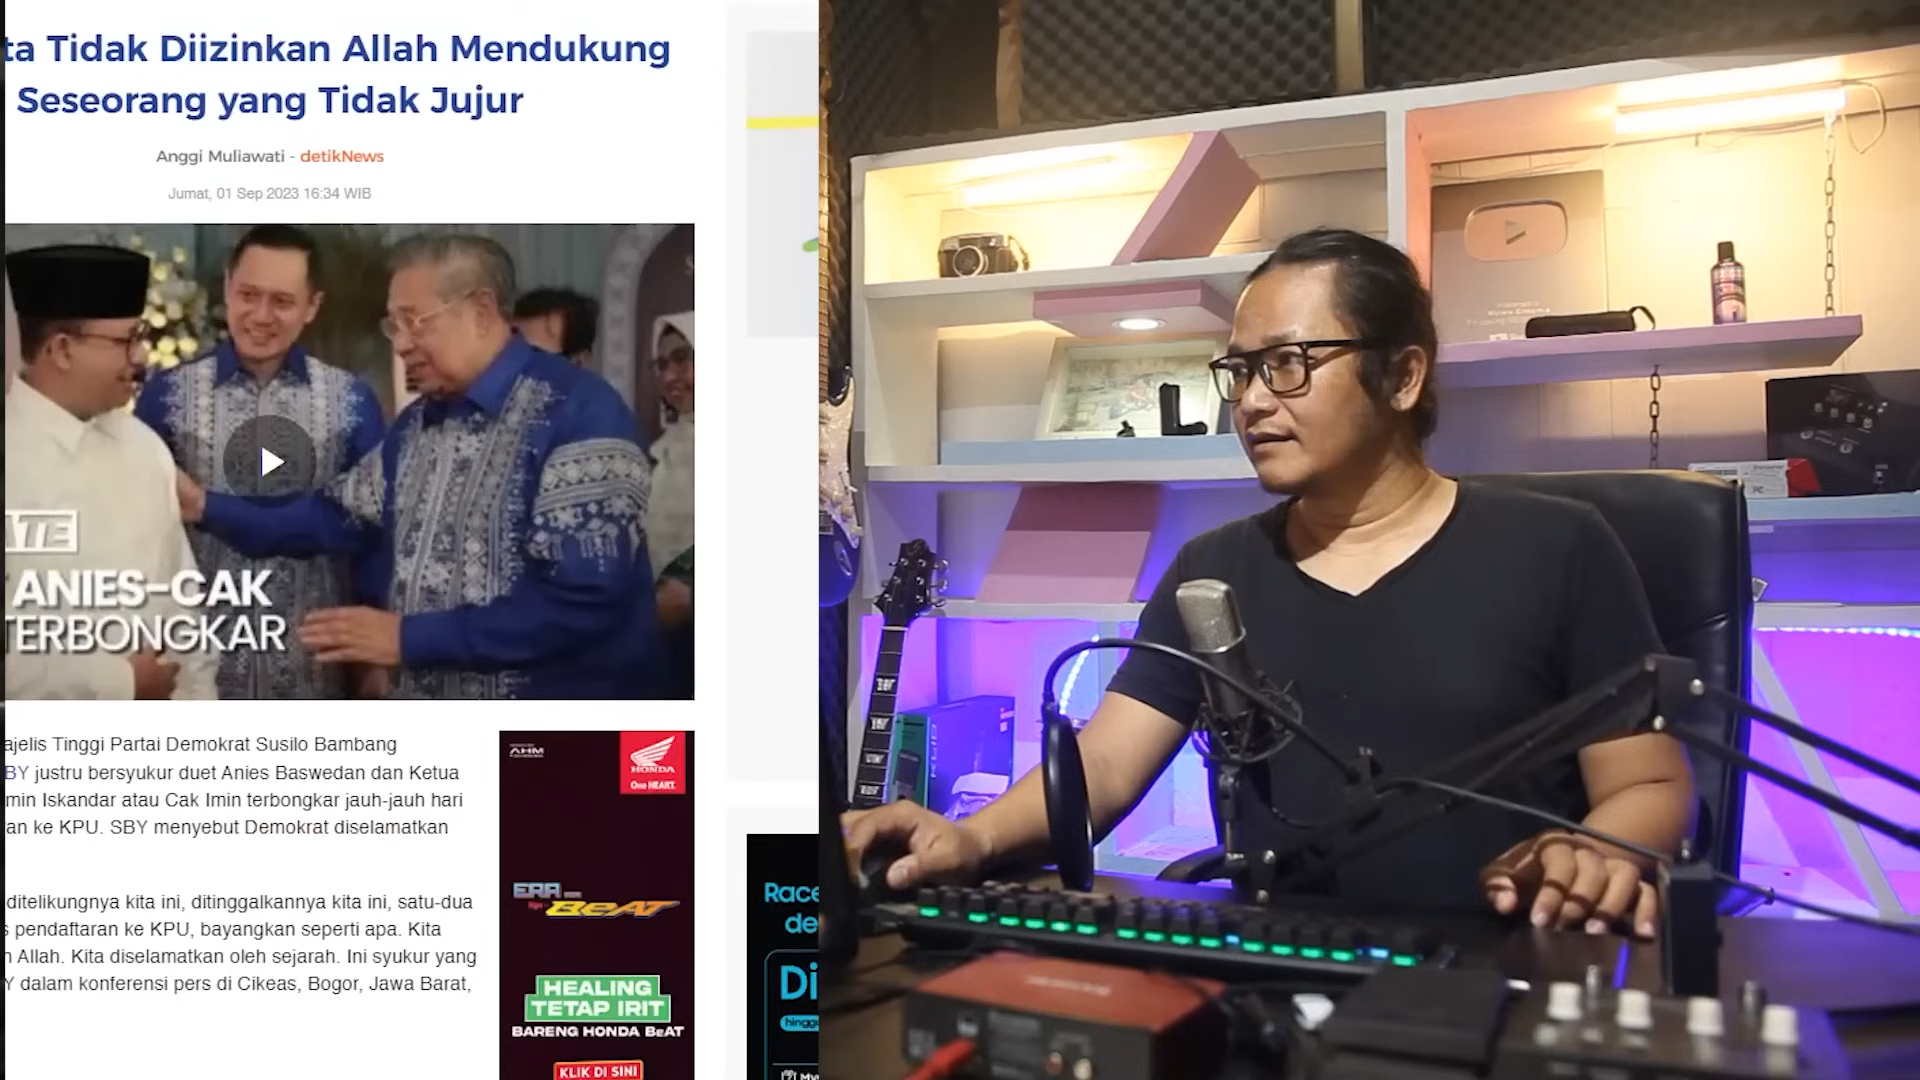 ta Tidak Diizinkan Allah Mendukung
Seseorang yang Tidak Jujur
Anggi Muliawati - detikNews
Jumat, 01 Sep 2023 16:34 WIB
ATE
ANIES-CAK
TERBONGKAR
ajelis Tinggi Partai Demokrat Susilo Bambang
BY justru bersyukur duet Anies Baswedan dan Ketua
min Iskandar atau Cak Imin terbongkar jauh-jauh hari
an ke KPU. SBY menyebut Demokrat diselamatkan
ditelikungnya kita ini, ditinggalkannya kita ini, satu-dua
s pendaftaran ke KPU, bayangkan seperti apa. Kita
n Allah. Kita diselamatkan oleh sejarah. Ini syukur yang
Y dalam konferensi pers di Cikeas, Bogor, Jawa Barat,
AHM
HONDA
One HEART.
ERA
BeAT
HEALING
TETAP IRIT
BARENG HONDA BeAT
KLIK DI SINI
Race
de
Di
hingg